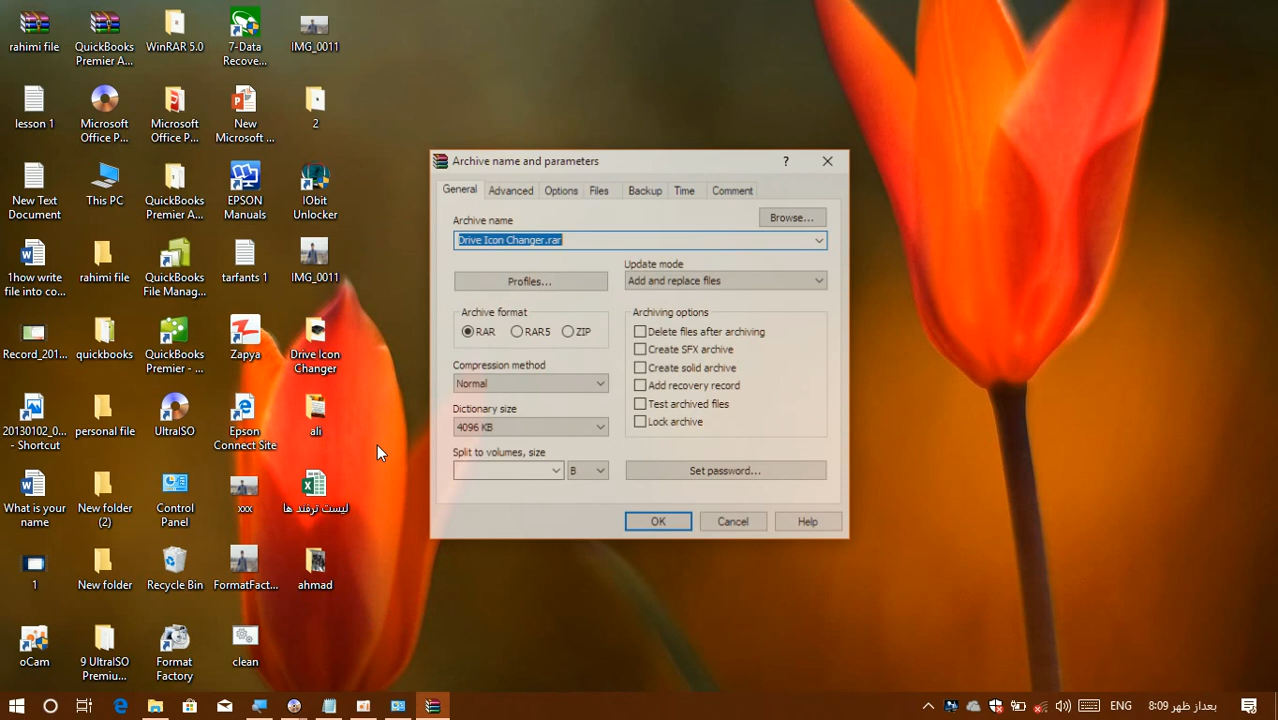 rahimi file
QuickBooks
Premier A...
WinRAR 5.0
7-Data
Recove...
IMG_0011
lesson 1
Microsoft
Office P...
Microsoft
Office P...
New
Microsoft ...
2
New Text
Document
This PC
QuickBooks
Premier A...
EPSON
Manuals
IObit
Unlocker
1how write
file into co...
rahimi file
QuickBooks
File Manag...
tarfants 1
IMG_0011
Record_201...
quickbooks
QuickBooks
Premier - ...
Zapya
Drive Icon
Changer
20130102_0...
- Shortcut
personal file
UltraISO
Epson
Connect Site
ali
What is your
name
New folder
(2)
Control
Panel
xxx
لیست ترفند ها
1
New folder
Recycle Bin
FormatFact...
ahmad
oCam
9 UltraISO
Premiu...
Format
Factory
clean
Archive name and parameters
?
General
Advanced
Options
Files
Backup
Time
Comment
Archive name
Browse...
Drive Icon Changer.rar
Profiles...
Update mode
Add and replace files
Archive format
RAR
RAR5
ZIP
Compression method
Normal
Dictionary size
4096 KB
Split to volumes, size
B
Archiving options
Delete files after archiving
Create SFX archive
Create solid archive
Add recovery record
Test archived files
Lock archive
Set password...
OK
Cancel
Help
ENG
8:09 بعداز ظهر